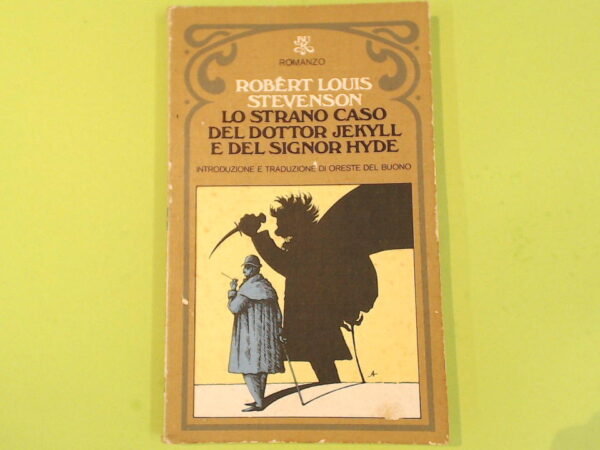 BUR
ROMANZO
ROBERT LOUIS
STEVENSON
LO STRANO CASO
DEL DOTTOR JEKYLL
E DEL SIGNOR HYDE
INTRODUZIONE E TRADUZIONE DI ORESTE DEL BUONO